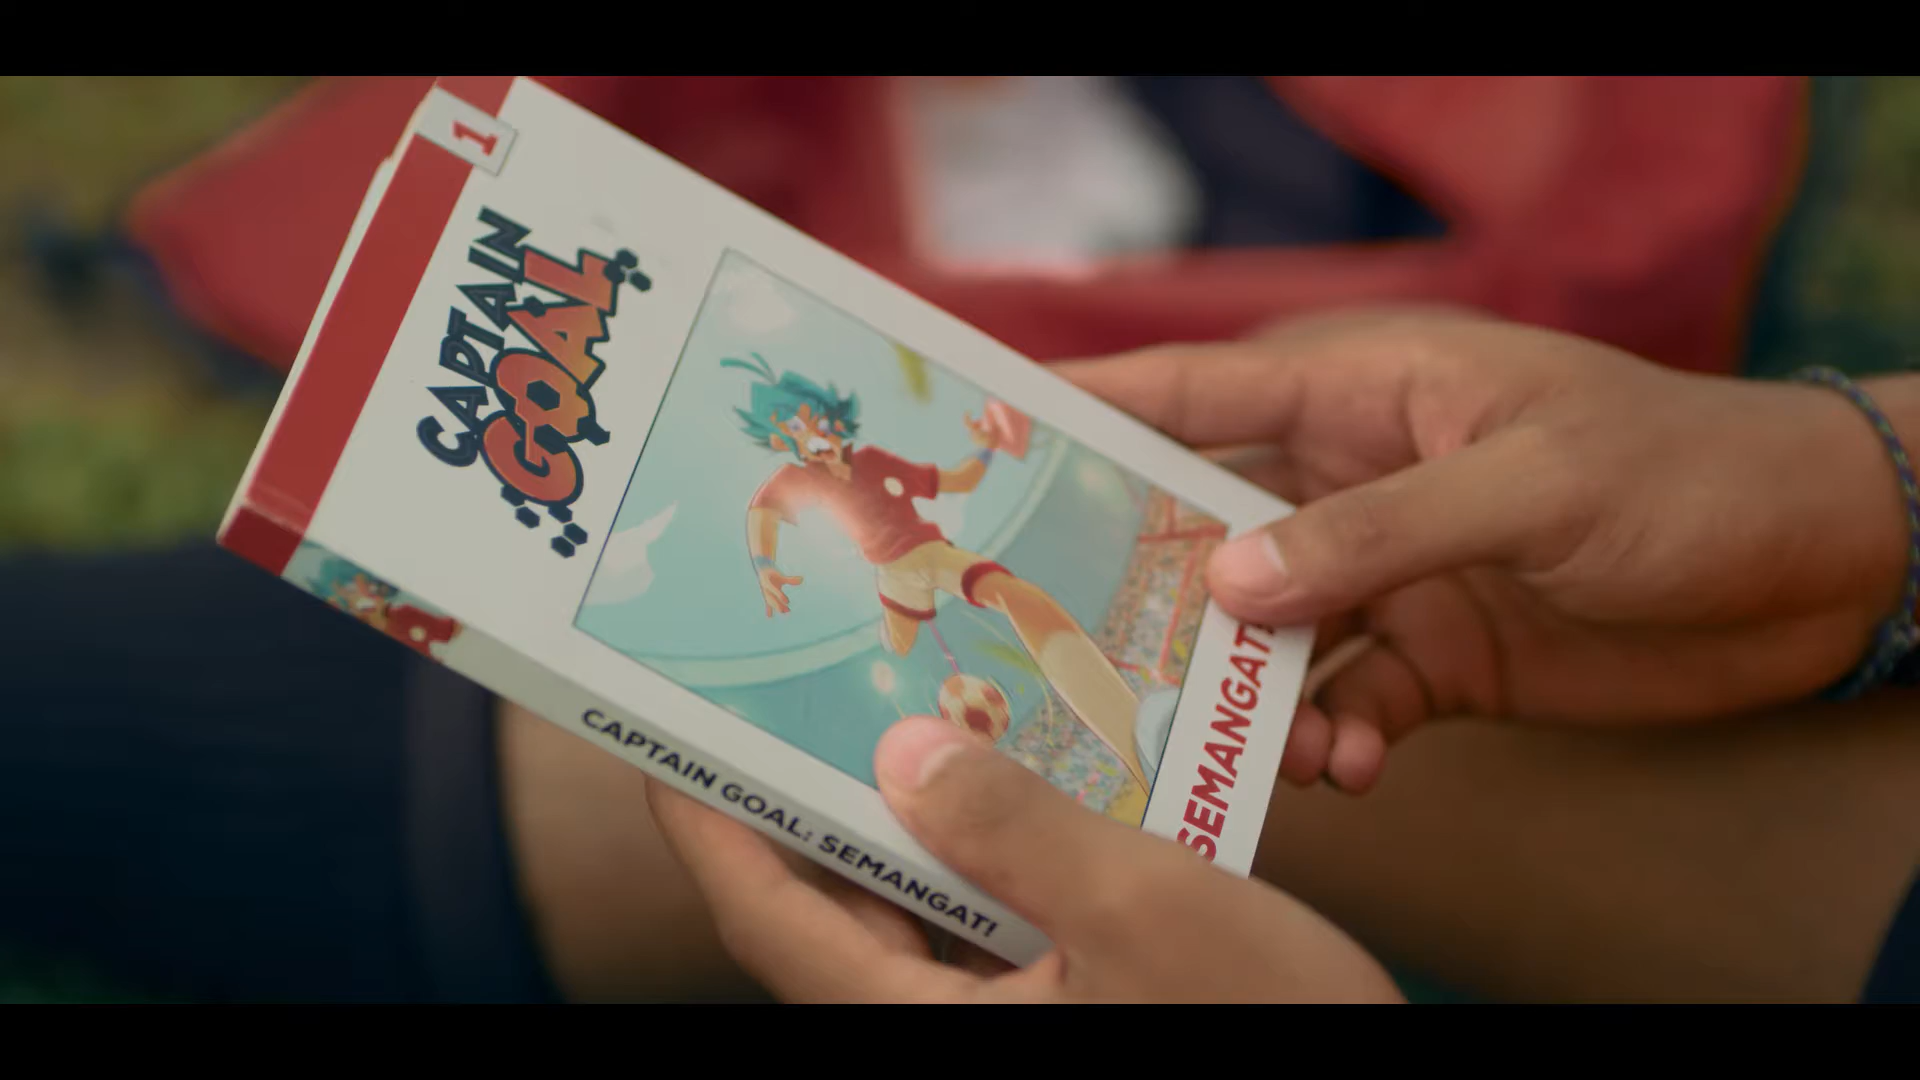 1
CAPTAIN
GOAL
SEMANGAT!
CAPTAIN GOAL: SEMANGAT!